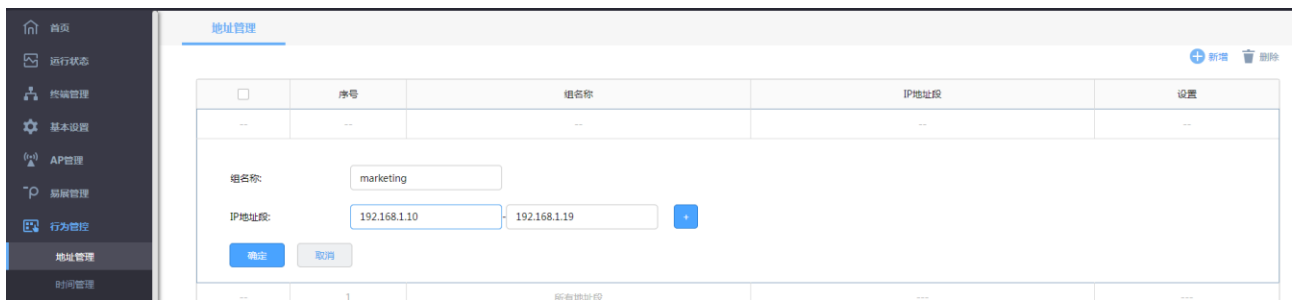 首页
地址管理
运行状态
新增
删除
终端管理
序号
组名称
IP地址段
设置
基本设置
-- -- -- -- --
AP管理
组名称:
marketing
易展管理
IP地址段:
192.168.1.10
-
192.168.1.19
+
行为管控
确定
取消
地址管理
时间管理
-- 1 所有地址段 --- ---